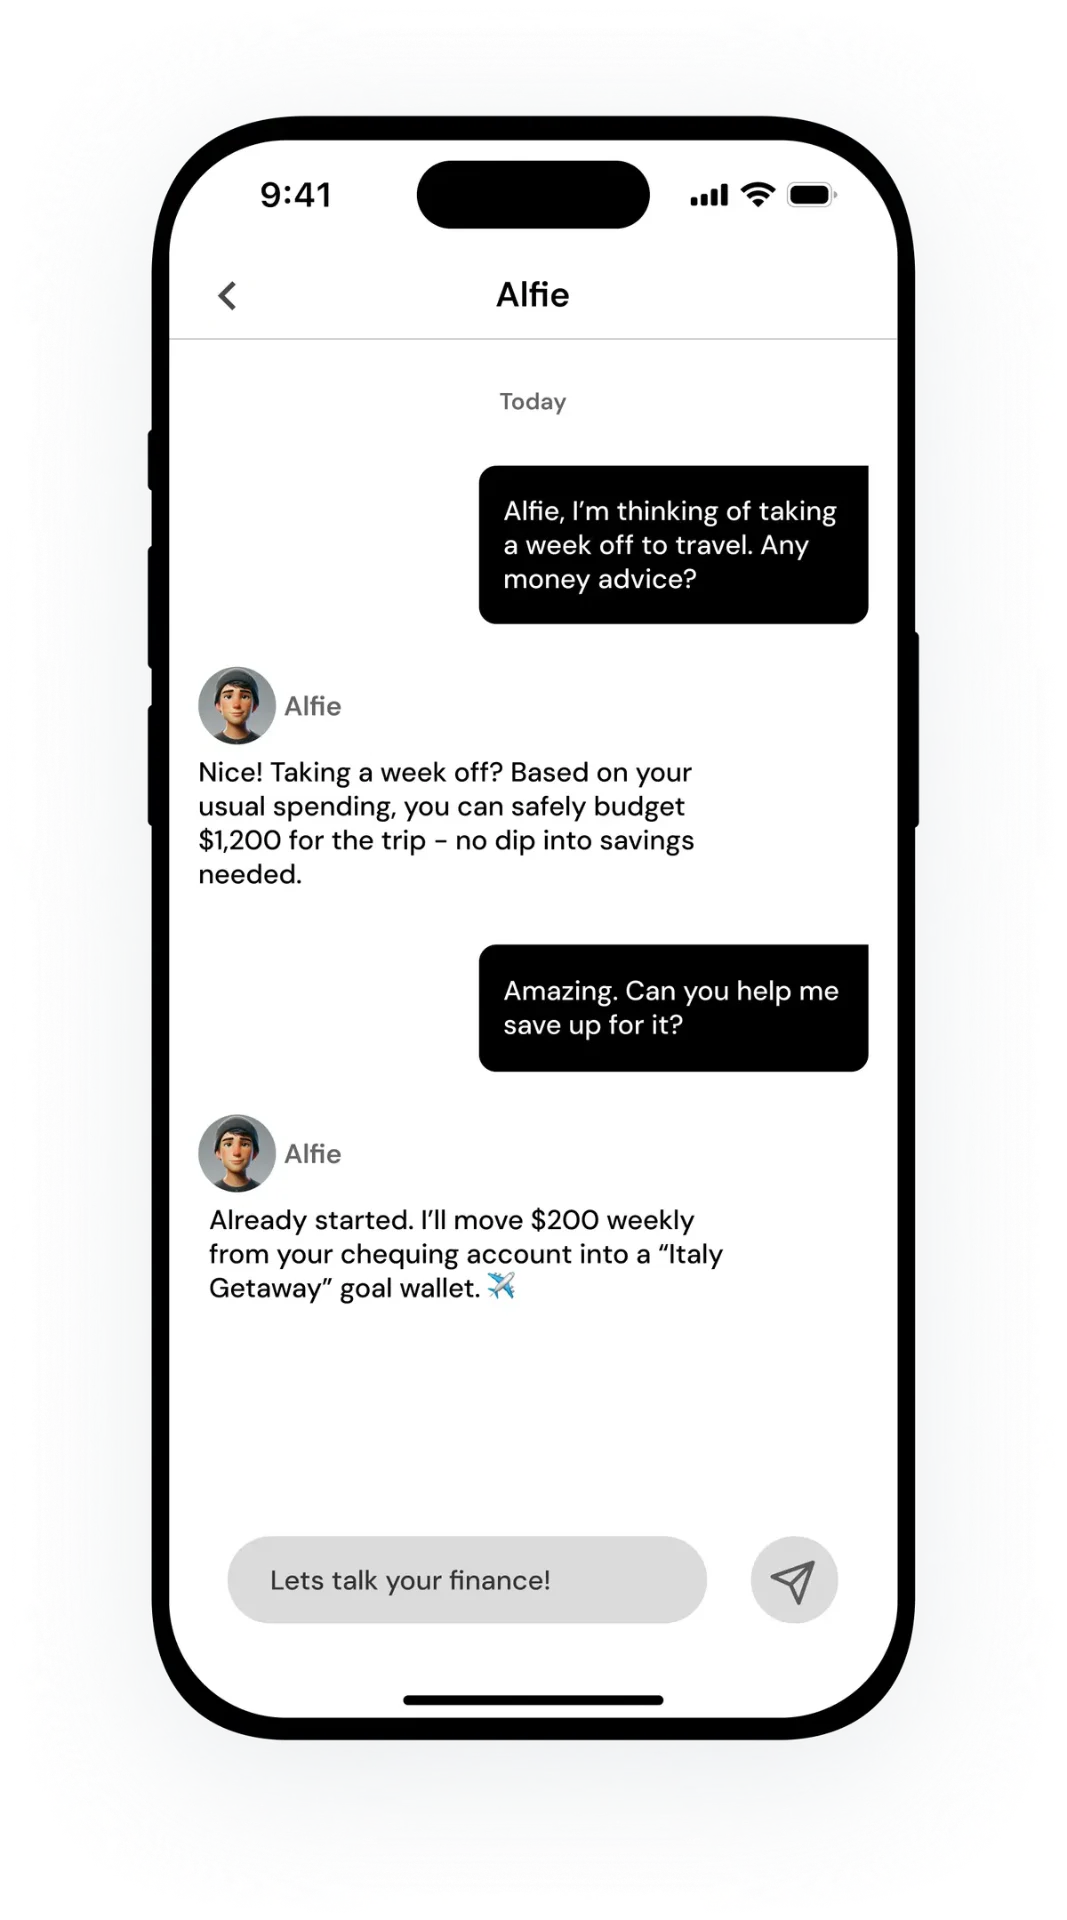 9:41
Alfie
Today
Alfie, I’m thinking of taking
a week off to travel. Any
money advice?
Alfie
Nice! Taking a week off? Based on your
usual spending, you can safely budget
$1,200 for the trip – no dip into savings
needed.
Amazing. Can you help me
save up for it?
Alfie
Already started. I’ll move $200 weekly
from your chequing account into a “Italy
Getaway” goal wallet. ✈️
Lets talk your finance!